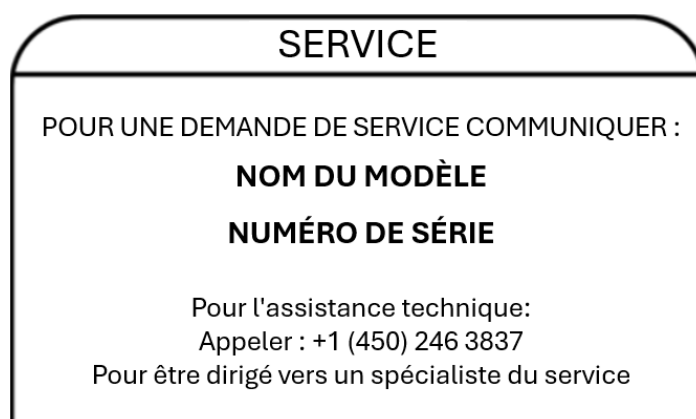 SERVICE
POUR UNE DEMANDE DE SERVICE COMMUNIQUER :
NOM DU MODÈLE
NUMÉRO DE SÉRIE
Pour l'assistance technique:
Appeler : +1 (450) 246 3837
Pour être dirigé vers un spécialiste du service